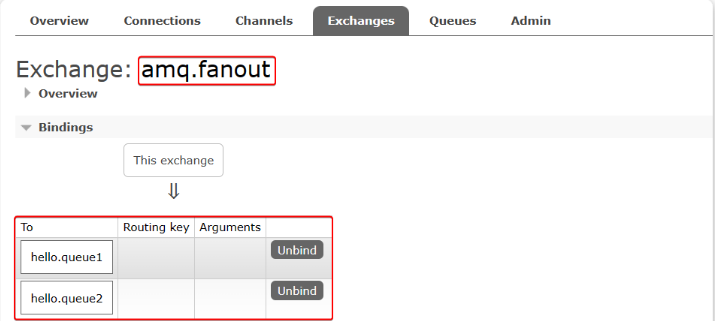 Overview Connections Channels Exchanges Queues Admin
Exchange: amq.fanout
Overview
Bindings
This exchange
⇓
To Routing key Arguments
hello.queue1 Unbind
hello.queue2 Unbind